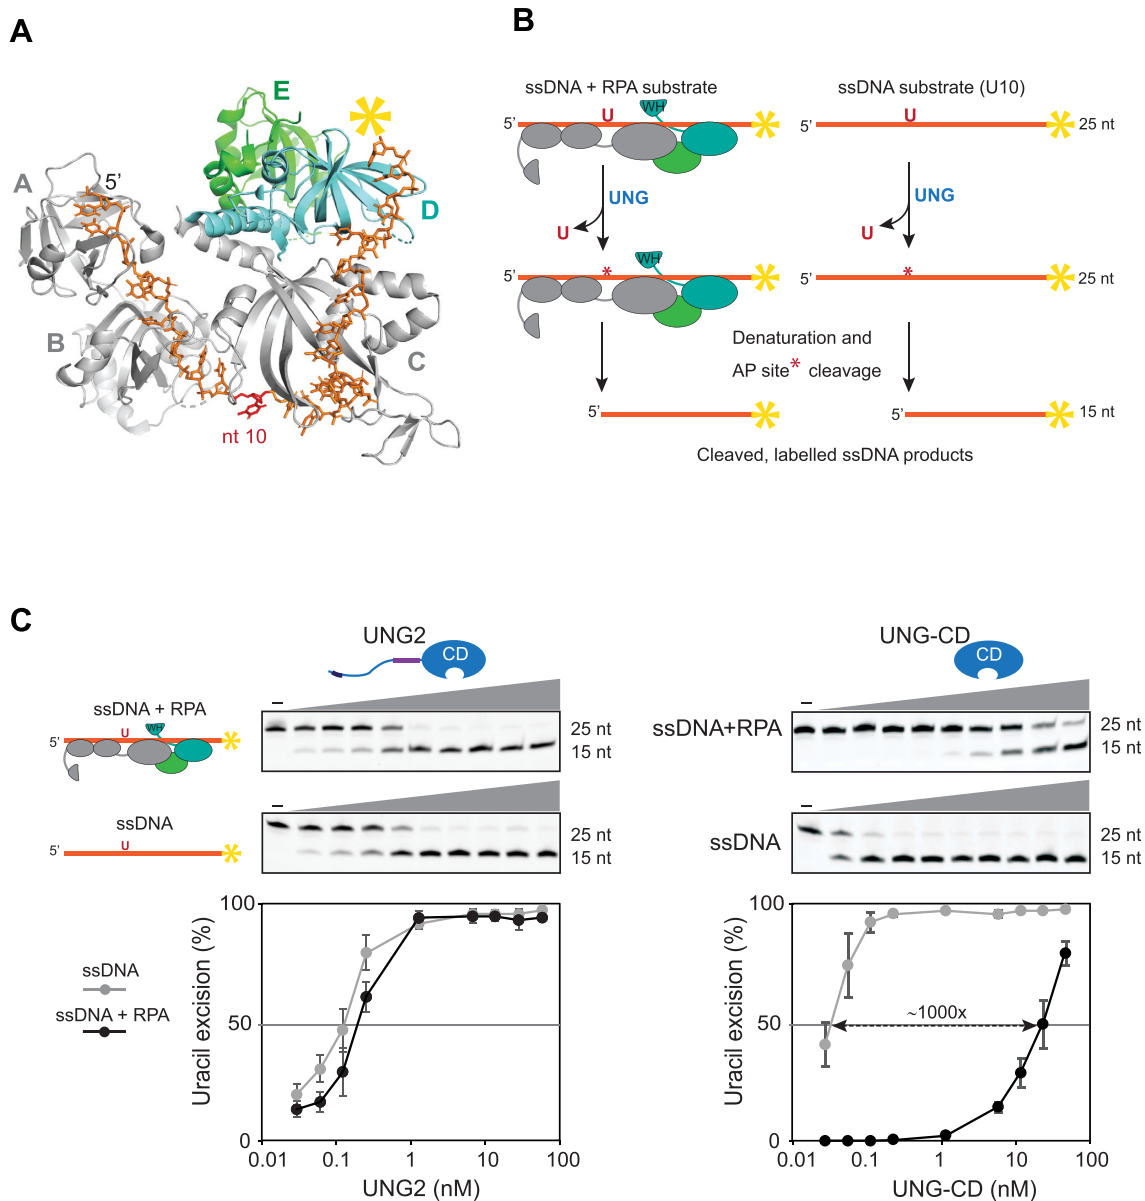 A
B
E
A
5'
D
B
C
nt 10
ssDNA + RPA substrate
ssDNA substrate (U10)
WH
U
U
5'
5'
25 nt
UNG
UNG
U
U
WH
*
*
5'
5'
25 nt
Denaturation and
AP site* cleavage
5'
5'
15 nt
Cleaved, labelled ssDNA products
C
UNG2
UNG-CD
CD
CD
ssDNA + RPA
–
25 nt
15 nt
ssDNA+RPA
–
25 nt
15 nt
5'
U
WH
ssDNA
–
25 nt
15 nt
ssDNA
–
25 nt
15 nt
5'
U
ssDNA
ssDNA + RPA
Uracil excision (%)
100
50
0
0.01
0.1
1
10
100
UNG2 (nM)
Uracil excision (%)
100
50
0
~1000x
0.01
0.1
1
10
100
UNG-CD (nM)